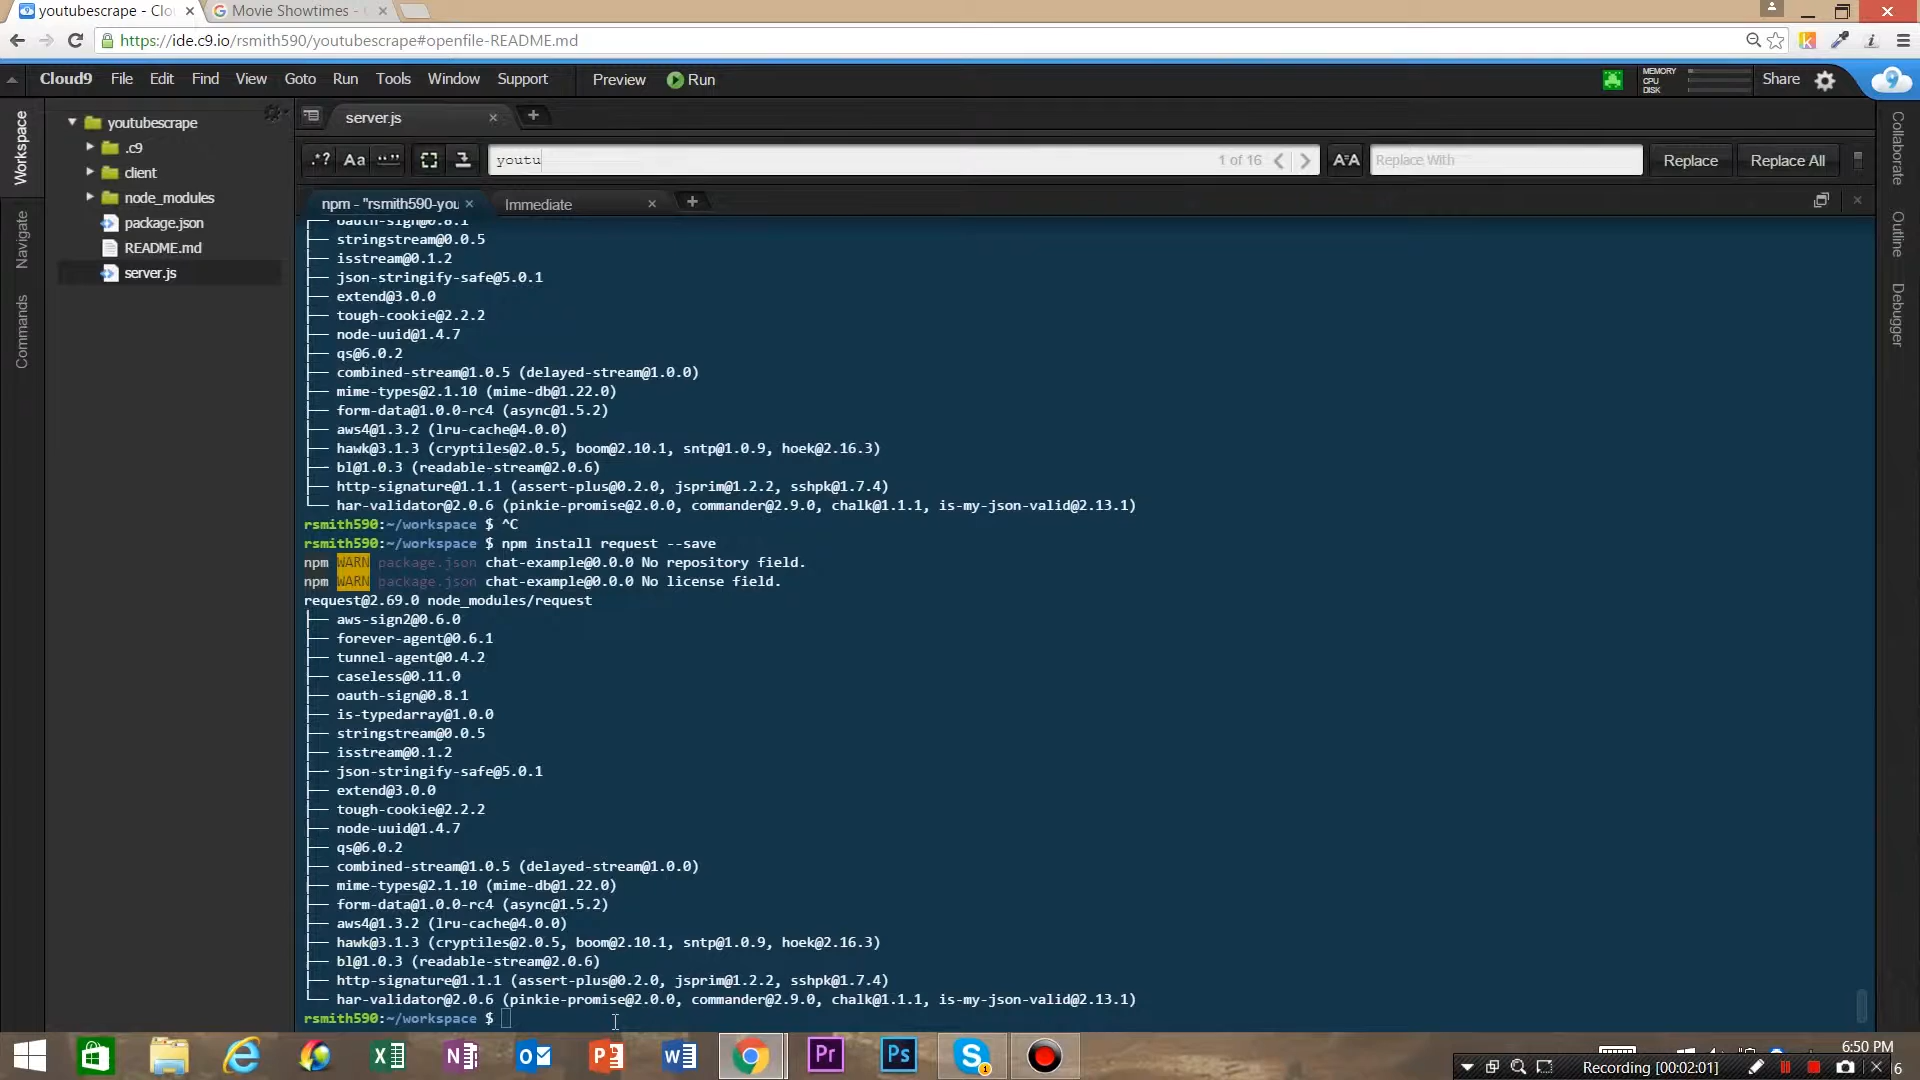 youtubescrape - Clo
Movie Showtimes -
https://ide.c9.io/rsmith590/youtubescrape#openfile-README.md
Cloud9 File Edit Find View Goto Run Tools Window Support Preview Run
MEMORY
CPU
DISK
Share
Workspace
Navigate
Commands
youtubescrape
.c9
client
node_modules
package.json
README.md
server.js
server.js
.*? Aa
youtu
1 of 16
Replace With
Replace
Replace All
npm - "rsmith590-you
Immediate
oauth-sign@0.8.1
├── stringstream@0.0.5
├── isstream@0.1.2
├── json-stringify-safe@5.0.1
├── extend@3.0.0
├── tough-cookie@2.2.2
├── node-uuid@1.4.7
├── qs@6.0.2
├── combined-stream@1.0.5 (delayed-stream@1.0.0)
├── mime-types@2.1.10 (mime-db@1.22.0)
├── form-data@1.0.0-rc4 (async@1.5.2)
├── aws4@1.3.2 (lru-cache@4.0.0)
├── hawk@3.1.3 (cryptiles@2.0.5, boom@2.10.1, sntp@1.0.9, hoek@2.16.3)
├── bl@1.0.3 (readable-stream@2.0.6)
├── http-signature@1.1.1 (assert-plus@0.2.0, jsprim@1.2.2, sshpk@1.7.4)
└── har-validator@2.0.6 (pinkie-promise@2.0.0, commander@2.9.0, chalk@1.1.1, is-my-json-valid@2.13.1)
rsmith590:~/workspace $ ^C
rsmith590:~/workspace $ npm install request --save
npm WARN package.json chat-example@0.0.0 No repository field.
npm WARN package.json chat-example@0.0.0 No license field.
request@2.69.0 node_modules/request
├── aws-sign2@0.6.0
├── forever-agent@0.6.1
├── tunnel-agent@0.4.2
├── caseless@0.11.0
├── oauth-sign@0.8.1
├── is-typedarray@1.0.0
├── stringstream@0.0.5
├── isstream@0.1.2
├── json-stringify-safe@5.0.1
├── extend@3.0.0
├── tough-cookie@2.2.2
├── node-uuid@1.4.7
├── qs@6.0.2
├── combined-stream@1.0.5 (delayed-stream@1.0.0)
├── mime-types@2.1.10 (mime-db@1.22.0)
├── form-data@1.0.0-rc4 (async@1.5.2)
├── aws4@1.3.2 (lru-cache@4.0.0)
├── hawk@3.1.3 (cryptiles@2.0.5, boom@2.10.1, sntp@1.0.9, hoek@2.16.3)
├── bl@1.0.3 (readable-stream@2.0.6)
├── http-signature@1.1.1 (assert-plus@0.2.0, jsprim@1.2.2, sshpk@1.7.4)
└── har-validator@2.0.6 (pinkie-promise@2.0.0, commander@2.9.0, chalk@1.1.1, is-my-json-valid@2.13.1)
rsmith590:~/workspace $
Collaborate
Outline
Debugger
6:50 PM
Recording [00:02:01]
6